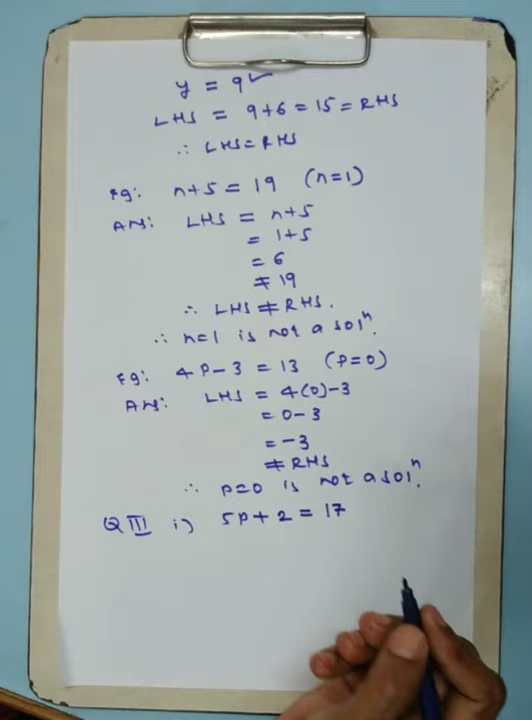 y = 9 ✓
LHS = 9+6 = 15 = RHS
∴ LHS = RHS
Eg: n+5 = 19 (n=1)
Ans: LHS = n+5
= 1+5
= 6
≠ 19
∴ LHS ≠ RHS.
∴ n=1 is not a solⁿ.
Eg: 4P-3 = 13 (P=0)
Ans: LHS = 4(0)-3
= 0-3
= -3
≠ RHS
∴ P=0 is not a solⁿ.
Q III i) 5P+2 = 17